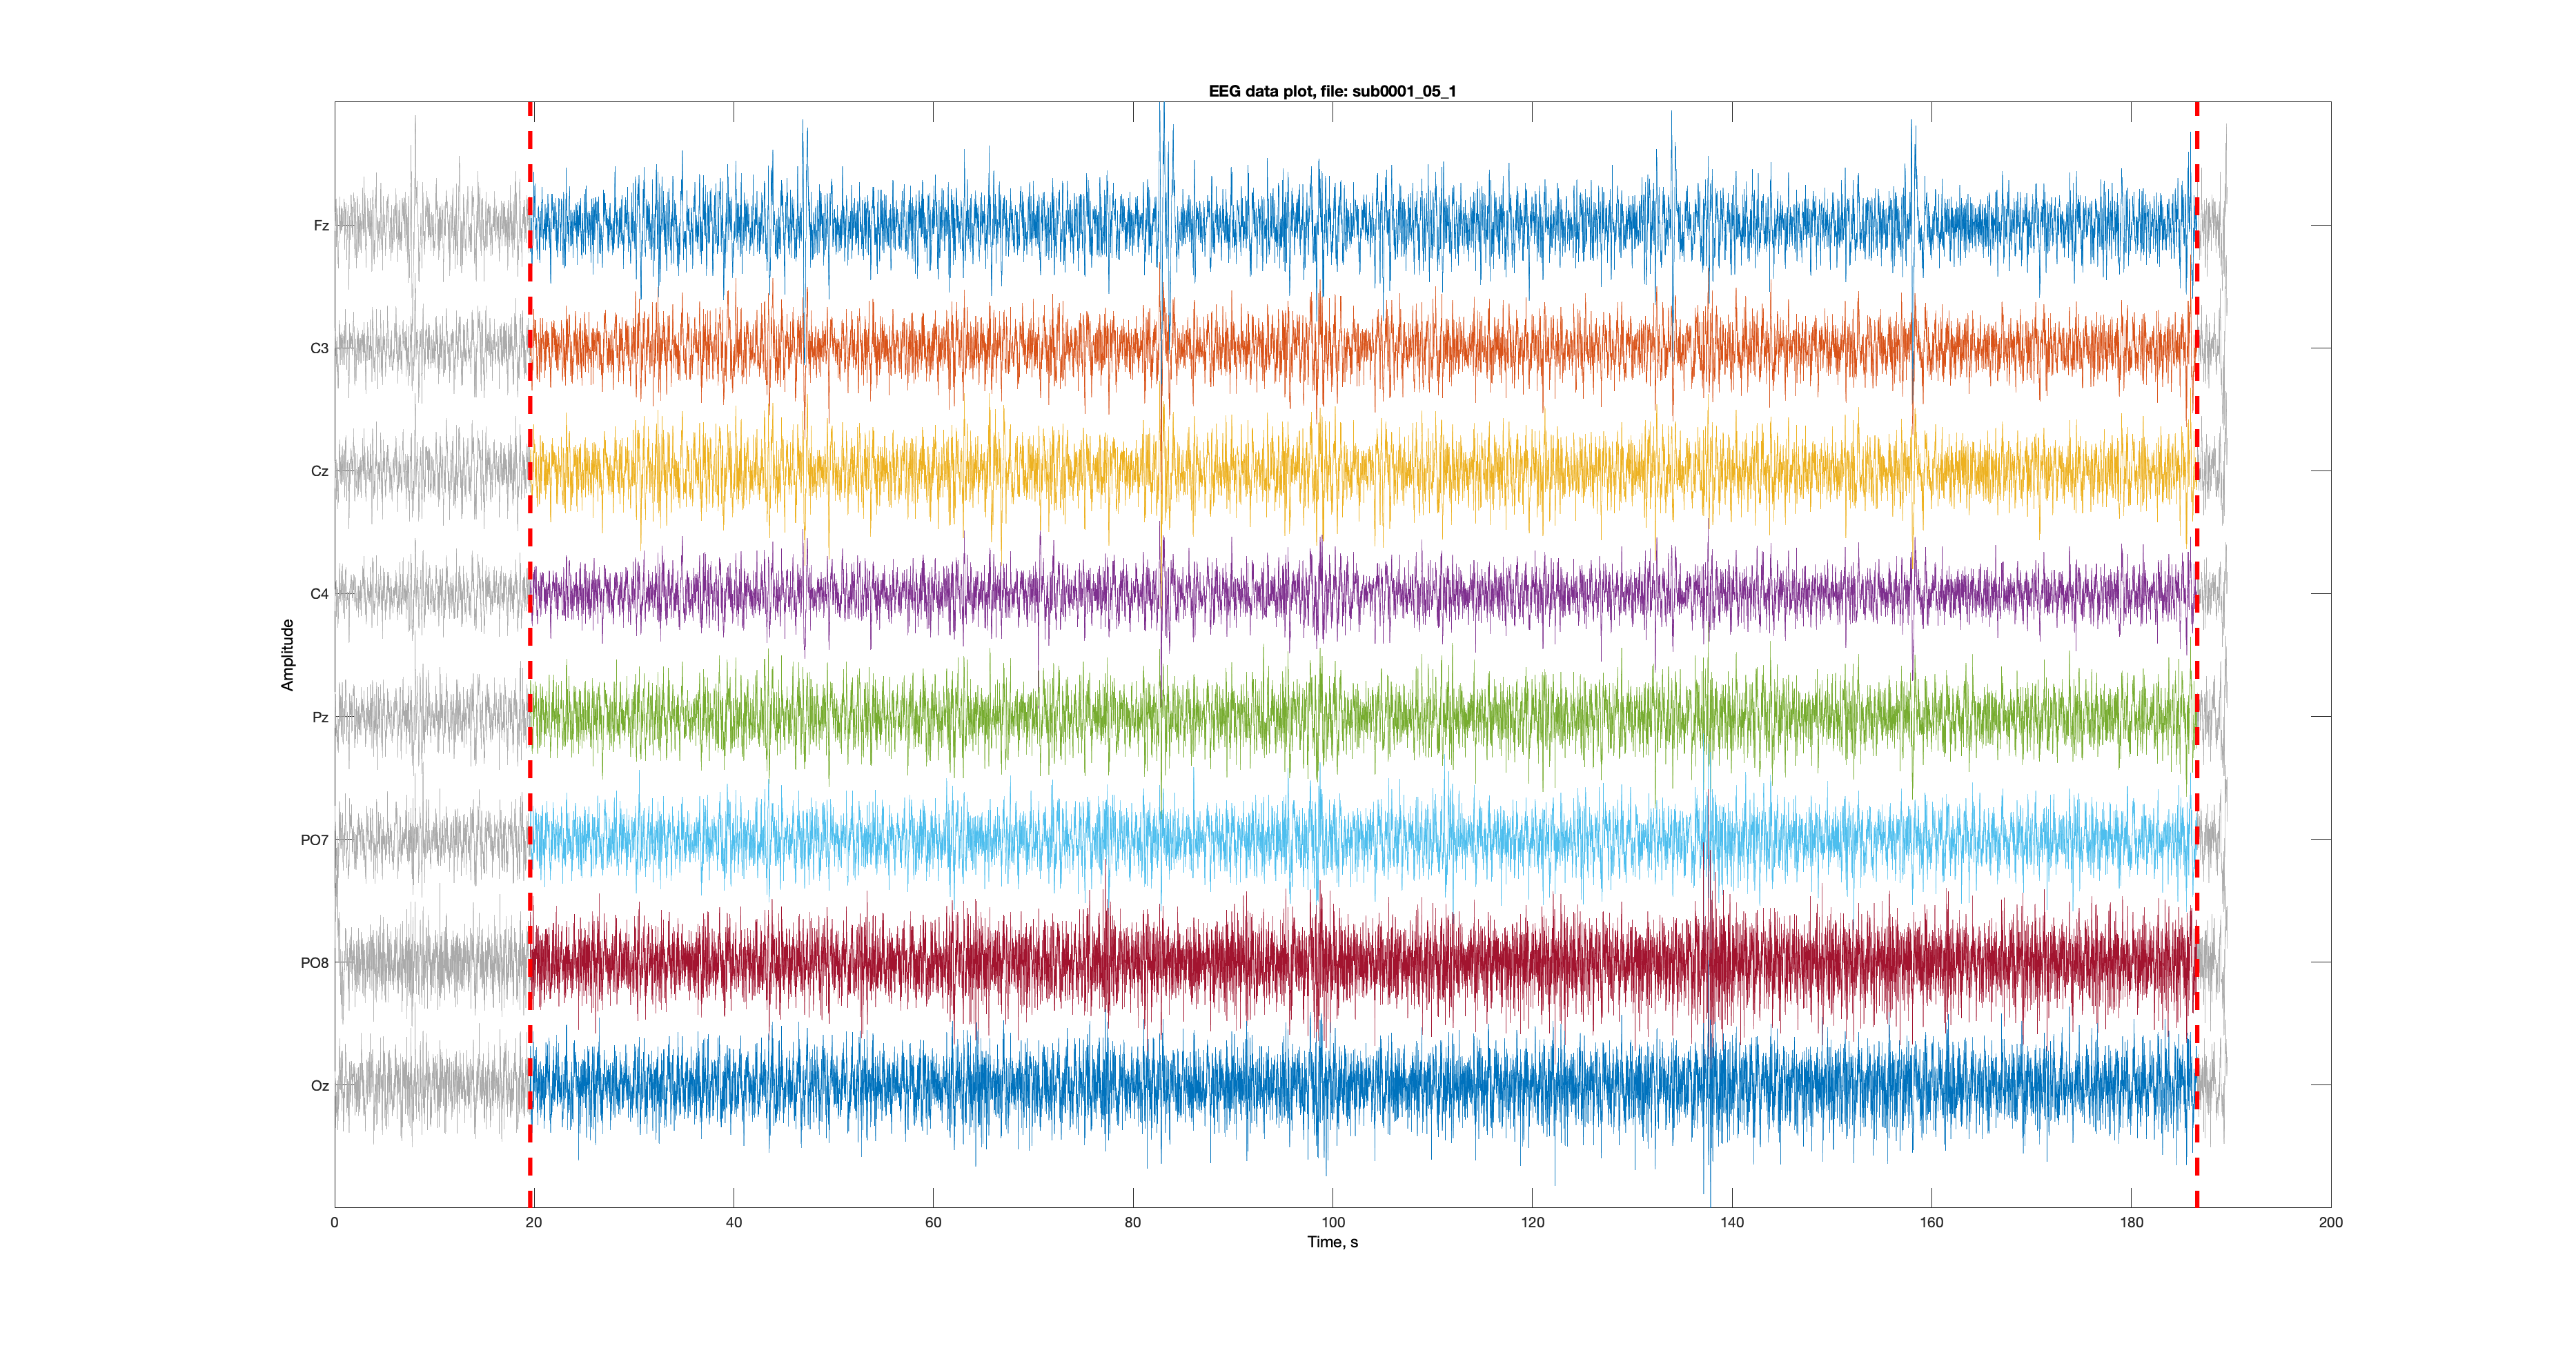 EEG data plot, file: sub0001_05_1
Fz
C3
Cz
C4
Pz
PO7
PO8
Oz
Amplitude
0 20 40 60 80 100 120 140 160 180 200
Time, s